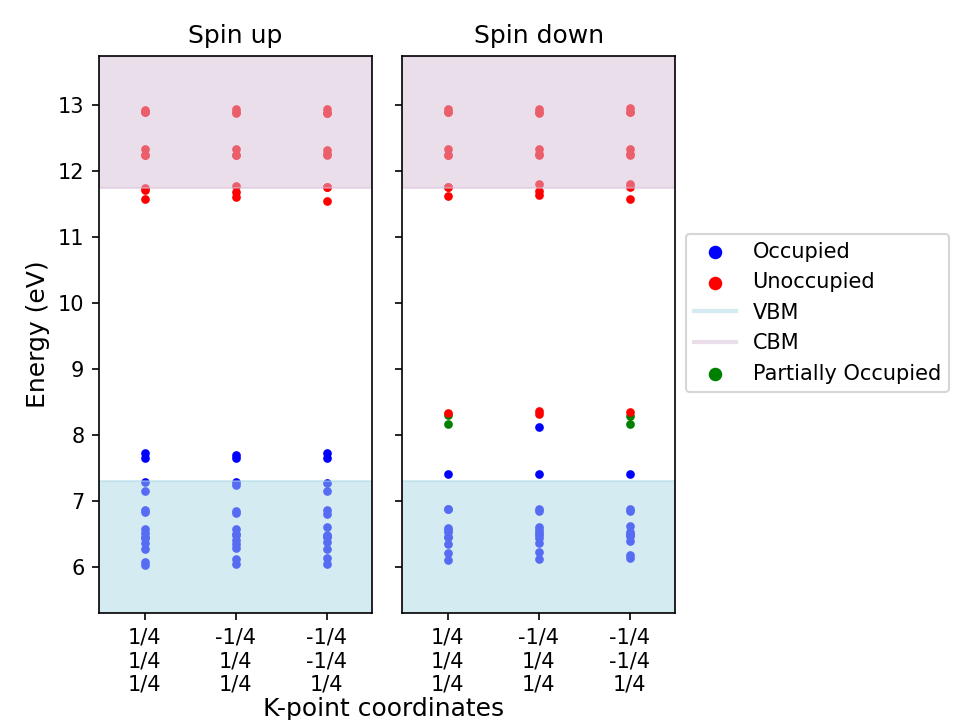 Spin up
Spin down
13
12
11
10
9
8
7
6
Energy (eV)
Occupied
Unoccupied
VBM
CBM
Partially Occupied
1/4 -1/4 -1/4 1/4 -1/4 -1/4
1/4 1/4 -1/4 1/4 1/4 -1/4
1/4 1/4 1/4 1/4 1/4 1/4
K-point coordinates